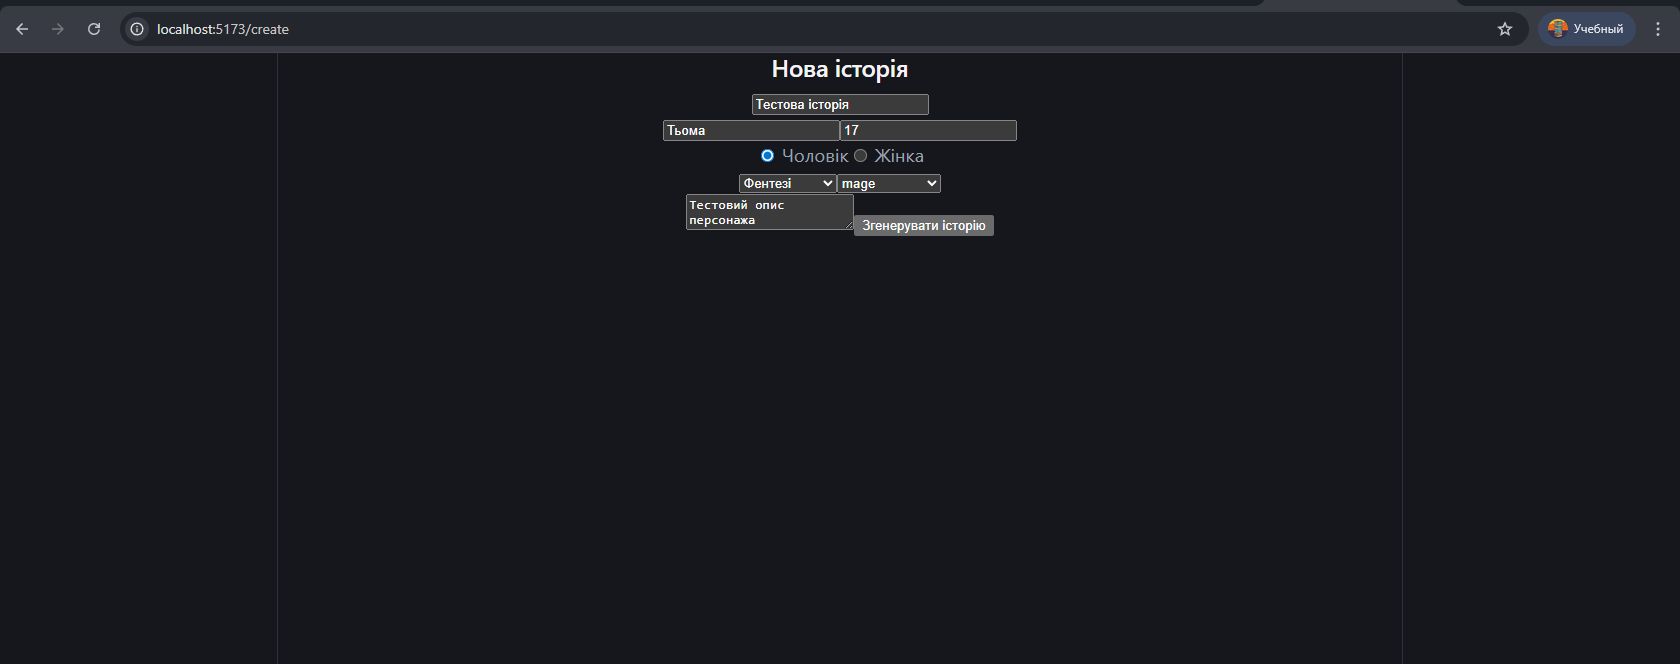 localhost:5173/create
Учебный
Нова історія
Тестова історія
Тьома 17
Чоловік Жінка
Фентезі mage
Тестовий опис
персонажа
Згенерувати історію